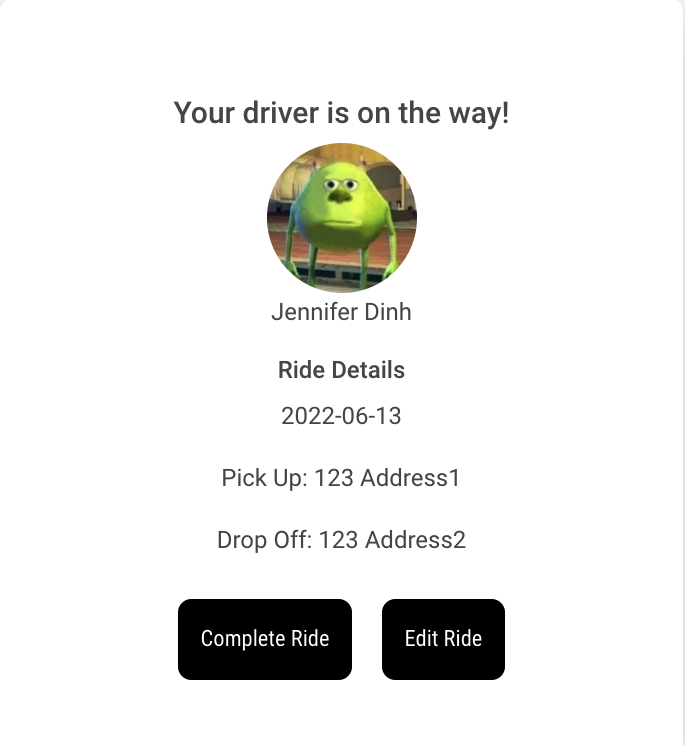 Your driver is on the way!
Jennifer Dinh
Ride Details
2022-06-13
Pick Up: 123 Address1
Drop Off: 123 Address2
Complete Ride
Edit Ride